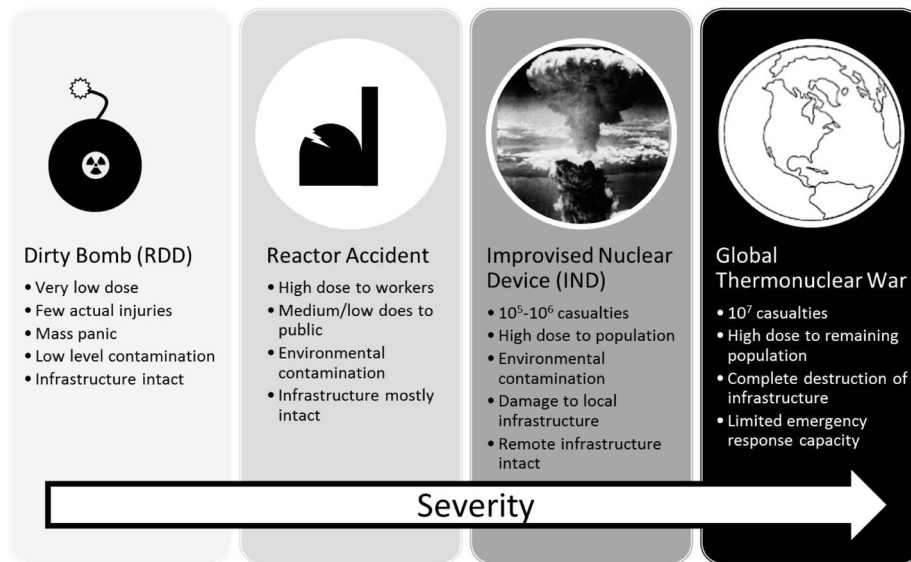 Dirty Bomb (RDD)
• Very low dose
• Few actual injuries
• Mass panic
• Low level contamination
• Infrastructure intact
Reactor Accident
• High dose to workers
• Medium/low does to
public
• Environmental
contamination
• Infrastructure mostly
intact
Improvised Nuclear
Device (IND)
• 10⁵-10⁶ casualties
• High dose to population
• Environmental
contamination
• Damage to local
infrastructure
• Remote infrastructure
intact
Global
Thermonuclear War
• 10⁷ casualties
• High dose to remaining
population
• Complete destruction of
infrastructure
• Limited emergency
response capacity
Severity